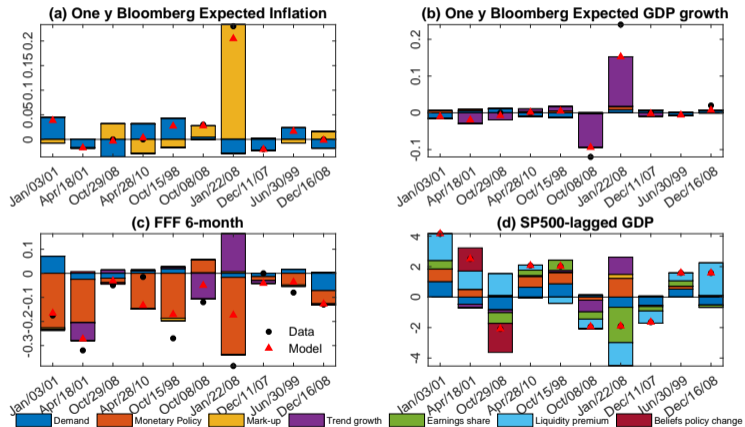 (a) One y Bloomberg Expected Inflation
0.2
0.15
0.1
0.05
0
Jan/03/01 Apr/18/01 Oct/29/08 Apr/28/10 Oct/15/98 Oct/08/08 Jan/22/08 Dec/11/07 Jun/30/99 Dec/16/08
(b) One y Bloomberg Expected GDP growth
0.2
0.1
0
-0.1
Jan/03/01 Apr/18/01 Oct/29/08 Apr/28/10 Oct/15/98 Oct/08/08 Jan/22/08 Dec/11/07 Jun/30/99 Dec/16/08
(c) FFF 6-month
0.1
0
-0.1
-0.2
-0.3
Data
Model
Jan/03/01 Apr/18/01 Oct/29/08 Apr/28/10 Oct/15/98 Oct/08/08 Jan/22/08 Dec/11/07 Jun/30/99 Dec/16/08
(d) SP500-lagged GDP
4
2
0
-2
-4
Jan/03/01 Apr/18/01 Oct/29/08 Apr/28/10 Oct/15/98 Oct/08/08 Jan/22/08 Dec/11/07 Jun/30/99 Dec/16/08
Demand Monetary Policy Mark-up Trend growth Earnings share Liquidity premium Beliefs policy change